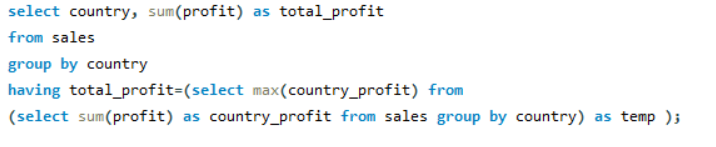 select country, sum(profit) as total_profit
from sales
group by country
having total_profit=(select max(country_profit) from
(select sum(profit) as country_profit from sales group by country) as temp );